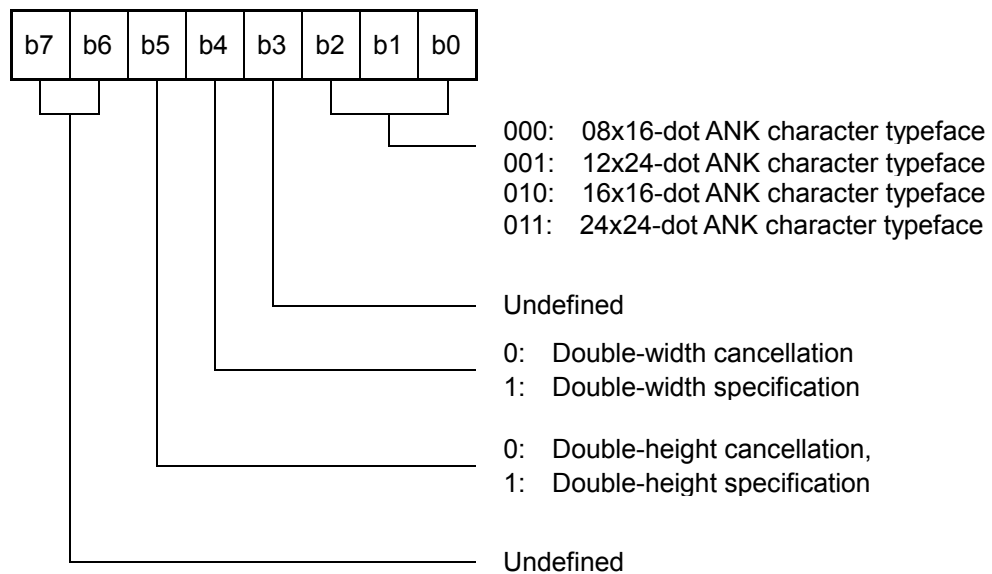 b7 b6 b5 b4 b3 b2 b1 b0
000: 08x16-dot ANK character typeface
001: 12x24-dot ANK character typeface
010: 16x16-dot ANK character typeface
011: 24x24-dot ANK character typeface
Undefined
0: Double-width cancellation
1: Double-width specification
0: Double-height cancellation,
1: Double-height specification
Undefined